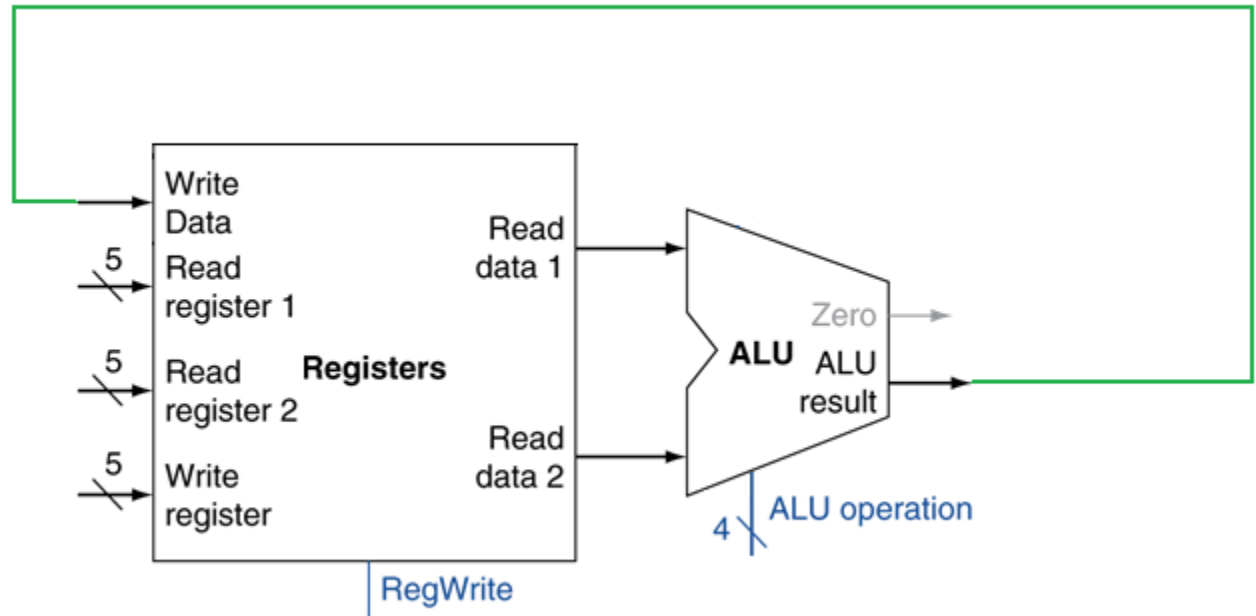 Write
Data
5
Read
register 1
5
Read
register 2
5
Write
register
Registers
Read
data 1
Read
data 2
RegWrite
Zero
ALU
ALU
result
4
ALU operation